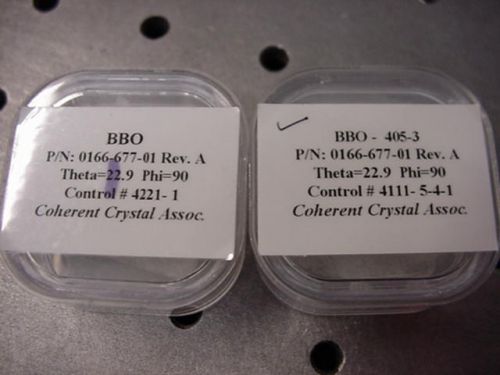 BBO
P/N: 0166-677-01 Rev. A
Theta=22.9 Phi=90
Control # 4221- 1
Coherent Crystal Assoc.
BBO - 405-3
P/N: 0166-677-01 Rev. A
Theta=22.9 Phi=90
Control # 4111- 5-4-1
Coherent Crystal Assoc.